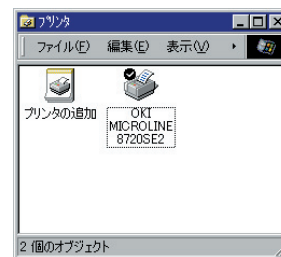 プリンタ
ファイル(F) 編集(E) 表示(V)
プリンタの追加
OKI
MICROLINE
8720SE2
2 個のオブジェクト